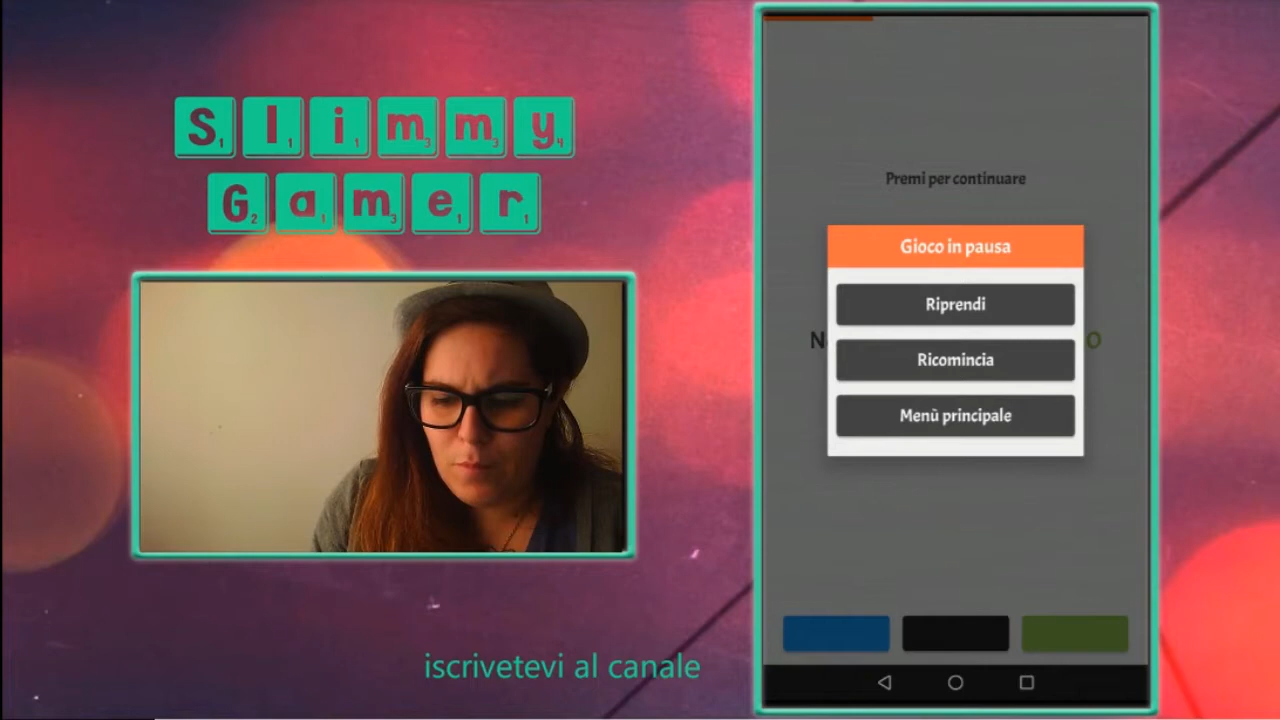 Slimmy
Gamer
iscrivetevi al canale
Premi per continuare
Gioco in pausa
Riprendi
N
O
Ricomincia
Menù principale